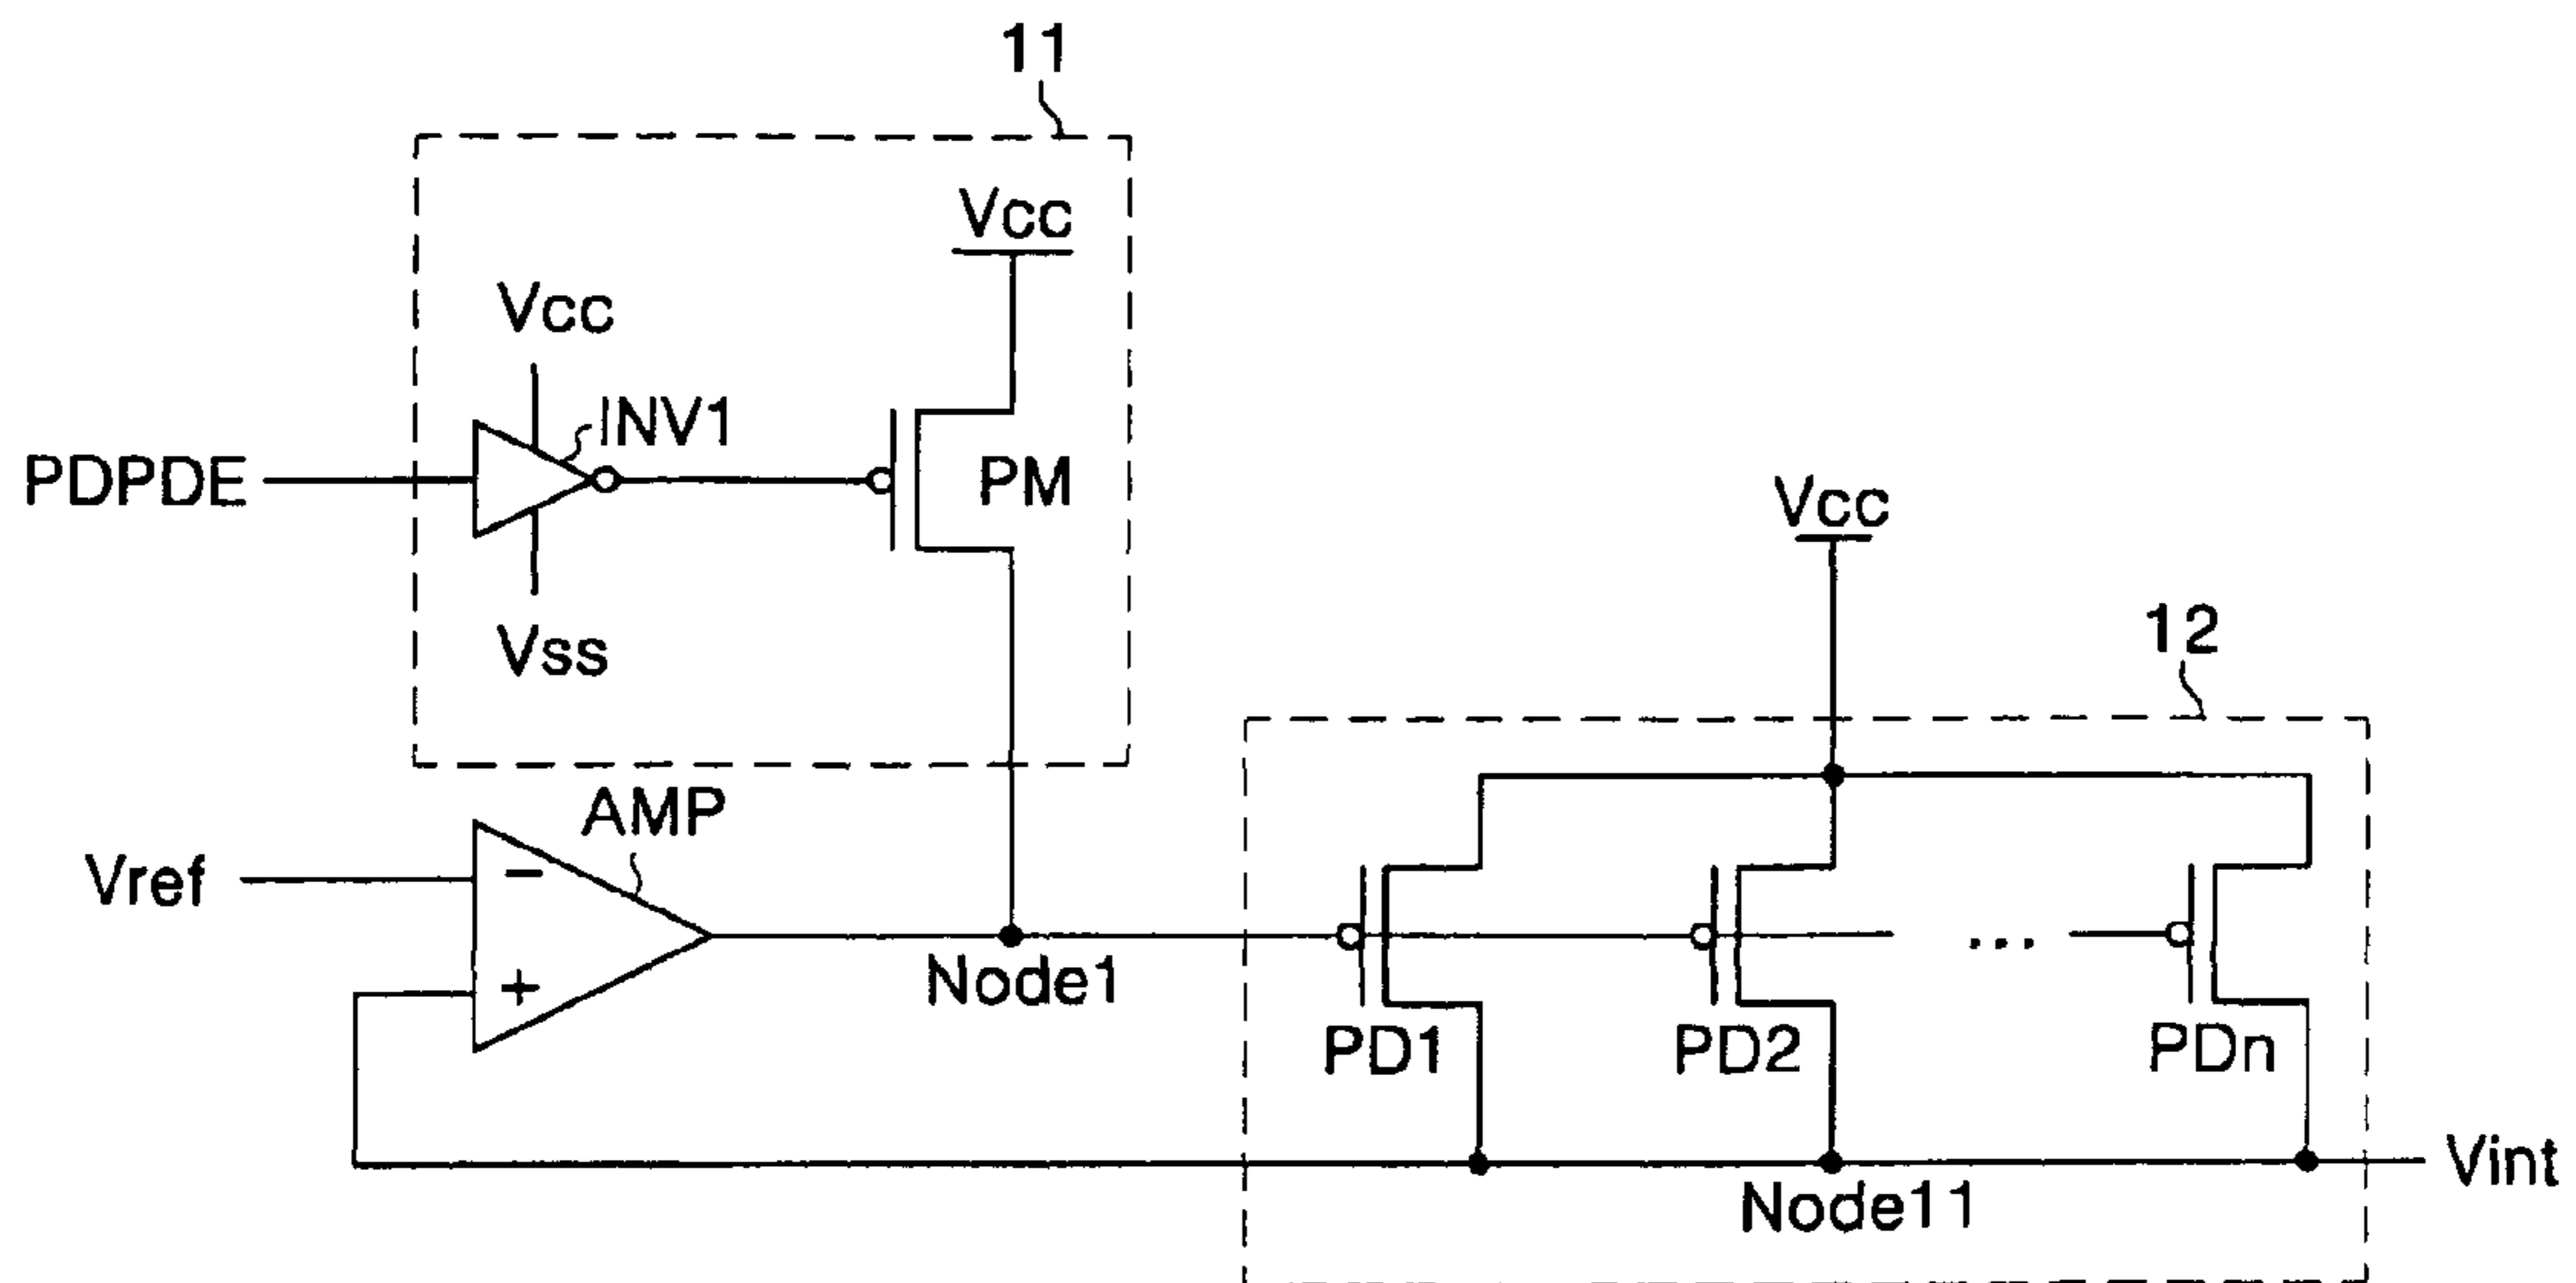 11
Vcc
Vcc
INV1
PDPDE
PM
Vss
Vcc
12
AMP
Vref
−
+
Node1
...
PD1
PD2
PDn
Vint
Node11